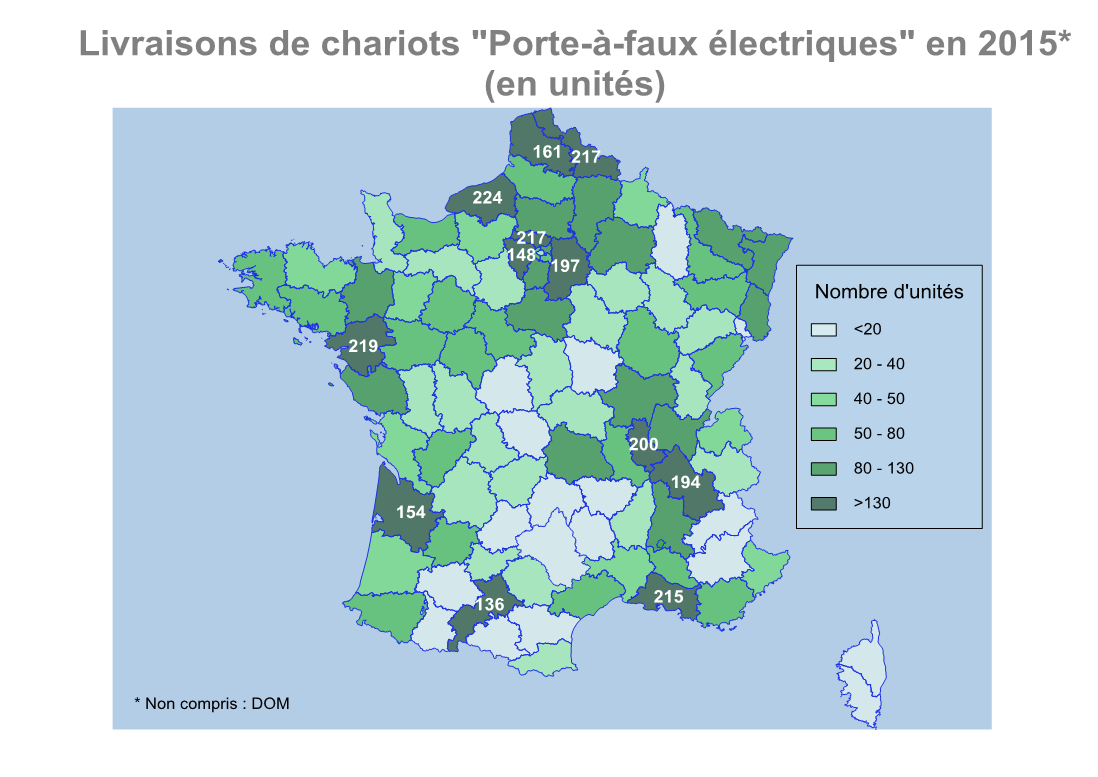 Livraisons de chariots "Porte-à-faux électriques" en 2015*
(en unités)
161
217
224
217
148
197
219
200
194
154
136
215
Nombre d'unités
<20
20 - 40
40 - 50
50 - 80
80 - 130
>130
* Non compris : DOM